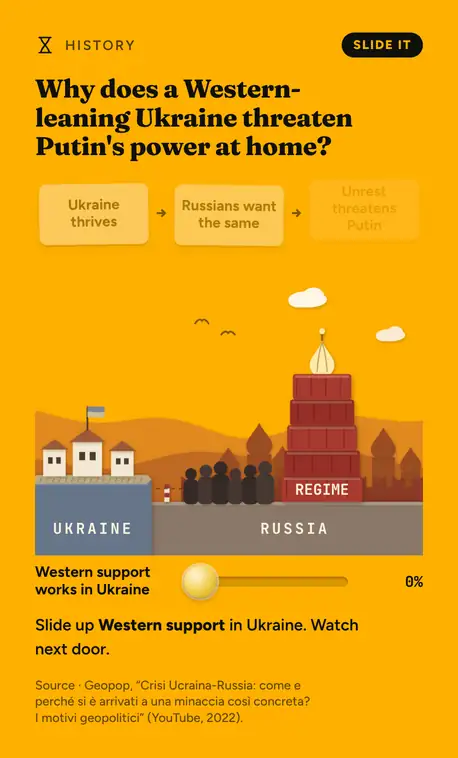 HISTORY
SLIDE IT
Why does a Western-
leaning Ukraine threaten
Putin's power at home?
Ukraine
thrives
Russians want
the same
Unrest
threatens
Putin
REGIME
UKRAINE
RUSSIA
Western support
works in Ukraine
0%
Slide up Western support in Ukraine. Watch
next door.
Source · Geopop, “Crisi Ucraina-Russia: come e
perché si è arrivati a una minaccia così concreta?
I motivi geopolitici” (YouTube, 2022).